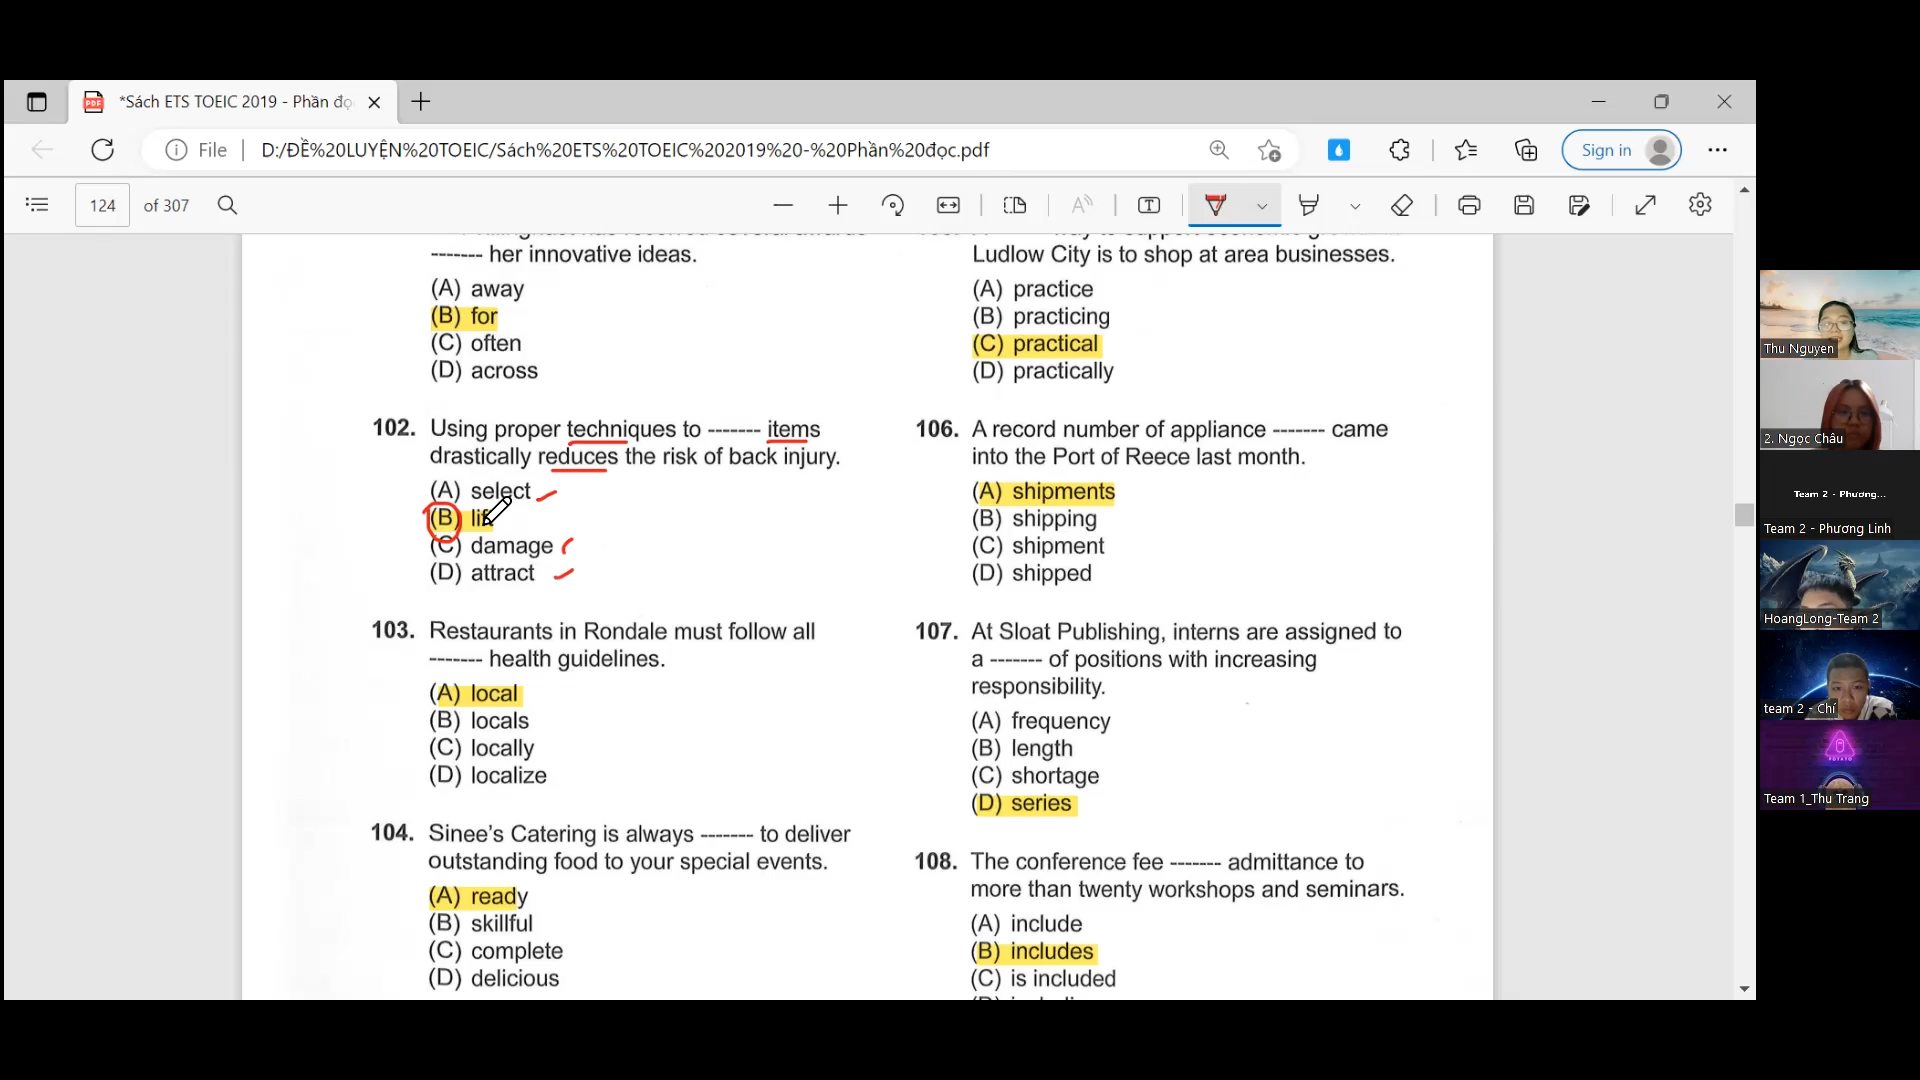 *Sách ETS TOEIC 2019 - Phần đọ
File
D:/ĐỀ%20LUYỆN%20TOEIC/Sách%20ETS%20TOEIC%202019%20-%20Phần%20đọc.pdf
Sign in
124 of 307
------- her innovative ideas.
(A) away
(B) for
(C) often
(D) across
102. Using proper techniques to ------- items
drastically reduces the risk of back injury.
(A) select
(B)
(C) damage
(D) attract
103. Restaurants in Rondale must follow all
------- health guidelines.
(A) local
(B) locals
(C) locally
(D) localize
104. Sinee's Catering is always ------- to deliver
outstanding food to your special events.
(A) ready
(B) skillful
(C) complete
(D) delicious
Ludlow City is to shop at area businesses.
(A) practice
(B) practicing
(C) practical
(D) practically
106. A record number of appliance ------- came
into the Port of Reece last month.
(A) shipments
(B) shipping
(C) shipment
(D) shipped
107. At Sloat Publishing, interns are assigned to
a ------- of positions with increasing
responsibility.
(A) frequency
(B) length
(C) shortage
(D) series
108. The conference fee ------- admittance to
more than twenty workshops and seminars.
(A) include
(B) includes
(C) is included
Thu Nguyen
2. Ngọc Châu
Team 2 - Phương...
Team 2 - Phương Linh
HoangLong-Team 2
team 2 - Chí
POTATO
Team 1_Thu Trang